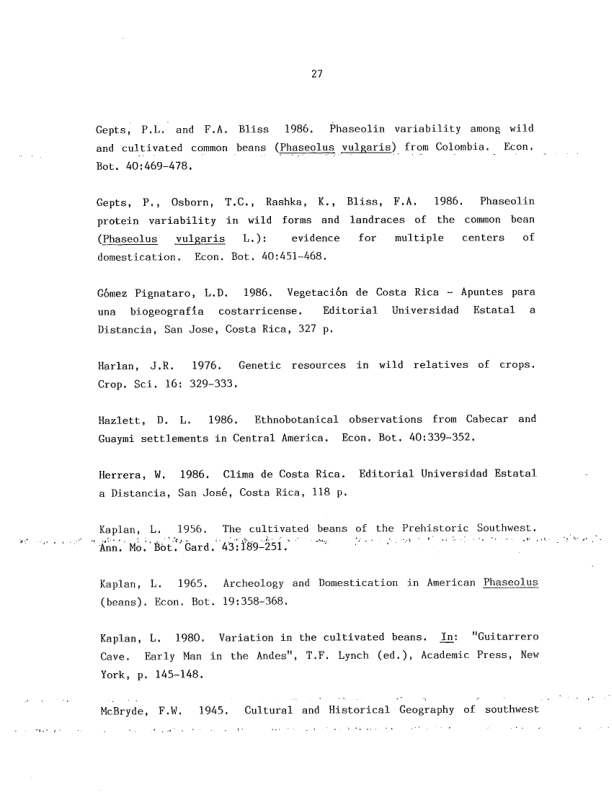 27
Gepts, P.L. and F.A. Bliss 1986. Phaseolin variability among wild
and cultivated common beans (Phaseolus vulgaris) from Colombia. Econ.
Bot. 40:469-478.
Gepts, P., Osborn, T.C., Rashka, K., Bliss, F.A. 1986. Phaseolin
protein variability in wild forms and landraces of the common bean
(Phaseolus vulgaris L.): evidence for multiple centers of
domestication. Econ. Bot. 40:451-468.
Gómez Pignataro, L.D. 1986. Vegetación de Costa Rica - Apuntes para
una biogeografía costarricense. Editorial Universidad Estatal a
Distancia, San Jose, Costa Rica, 327 p.
Harlan, J.R. 1976. Genetic resources in wild relatives of crops.
Crop. Sci. 16: 329-333.
Hazlett, D. L. 1986. Ethnobotanical observations from Cabecar and
Guaymi settlements in Central America. Econ. Bot. 40:339-352.
Herrera, W. 1986. Clima de Costa Rica. Editorial Universidad Estatal
a Distancia, San José, Costa Rica, 118 p.
Kaplan, L. 1956. The cultivated beans of the Prehistoric Southwest.
Ann. Mo. Bot. Gard. 43:189-251.
Kaplan, L. 1965. Archeology and Domestication in American Phaseolus
(beans). Econ. Bot. 19:358-368.
Kaplan, L. 1980. Variation in the cultivated beans. In: "Guitarrero
Cave. Early Man in the Andes", T.F. Lynch (ed.), Academic Press, New
York, p. 145-148.
McBryde, F.W. 1945. Cultural and Historical Geography of southwest